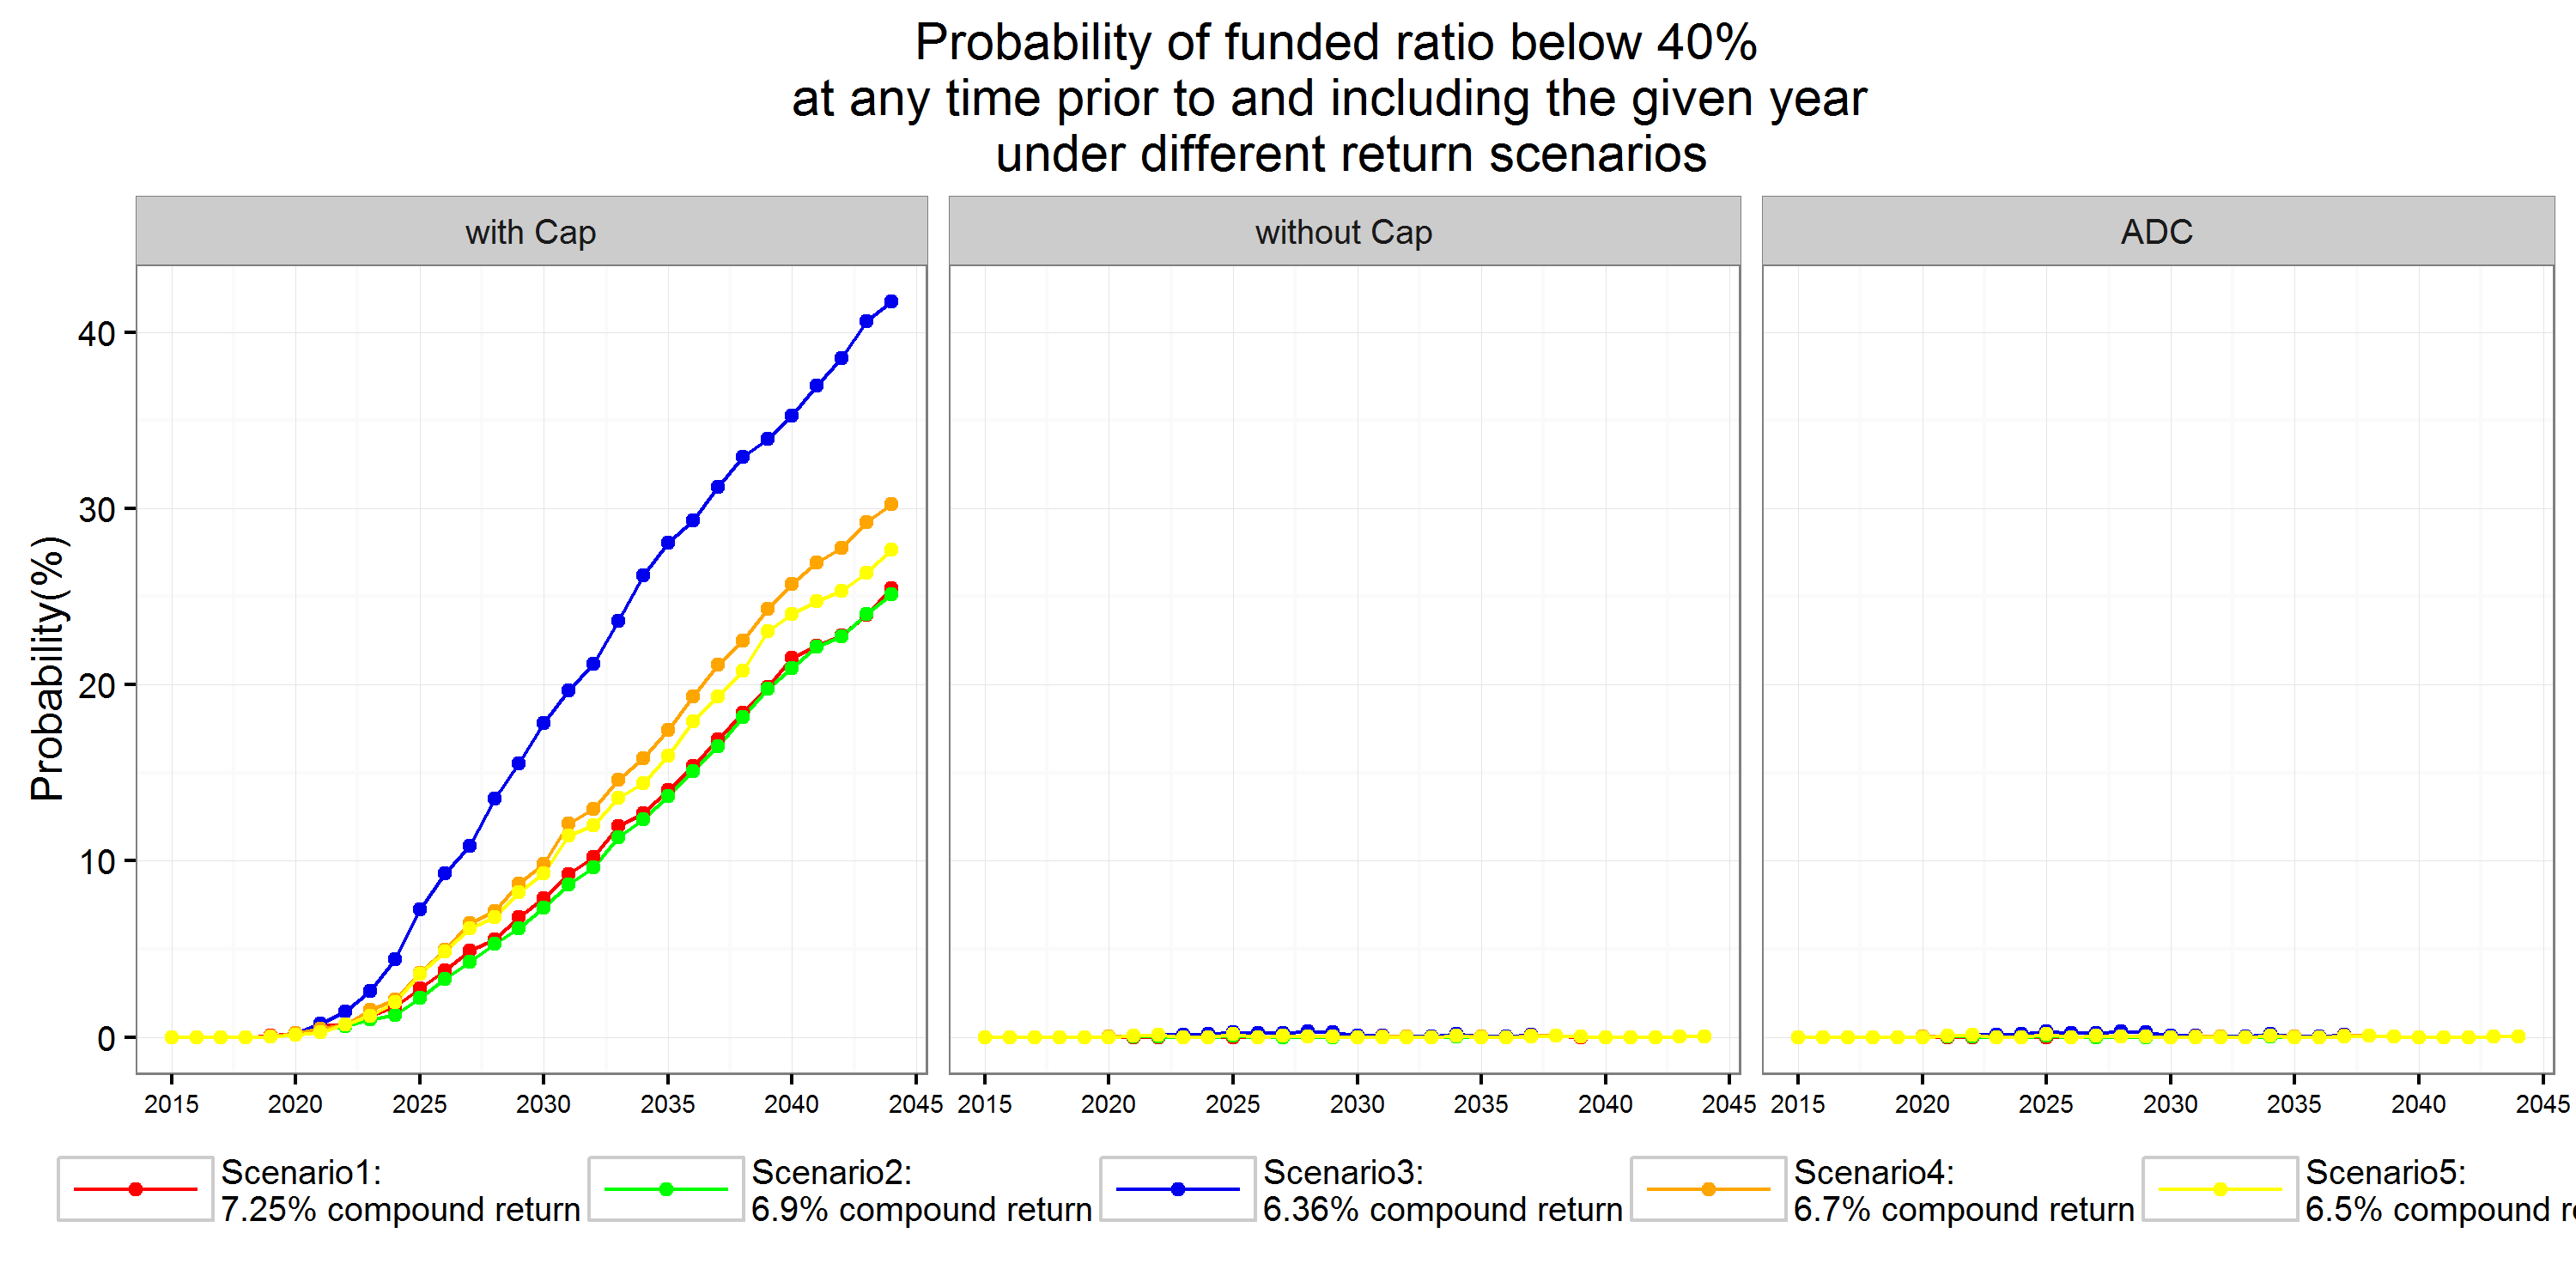 Probability of funded ratio below 40%
at any time prior to and including the given year
under different return scenarios
with Cap
without Cap
ADC
Probability(%)
40
30
20
10
0
2015 2020 2025 2030 2035 2040 2045
2015 2020 2025 2030 2035 2040 2045
2015 2020 2025 2030 2035 2040 2045
Scenario1:
7.25% compound return
Scenario2:
6.9% compound return
Scenario3:
6.36% compound return
Scenario4:
6.7% compound return
Scenario5:
6.5% compound